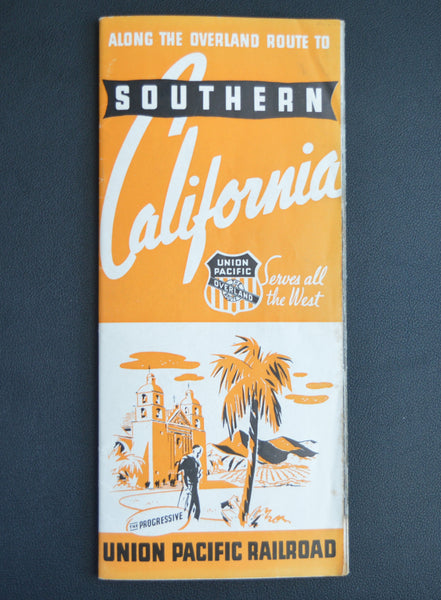 ALONG THE OVERLAND ROUTE TO
SOUTHERN
California
UNION
PACIFIC
OVERLAND
Serves all
the West
THE PROGRESSIVE
UNION PACIFIC RAILROAD